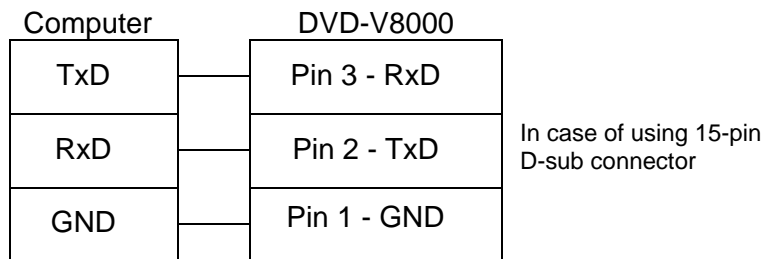 Computer DVD-V8000
TxD Pin 3 - RxD
RxD Pin 2 - TxD
In case of using 15-pin
D-sub connector
GND Pin 1 - GND